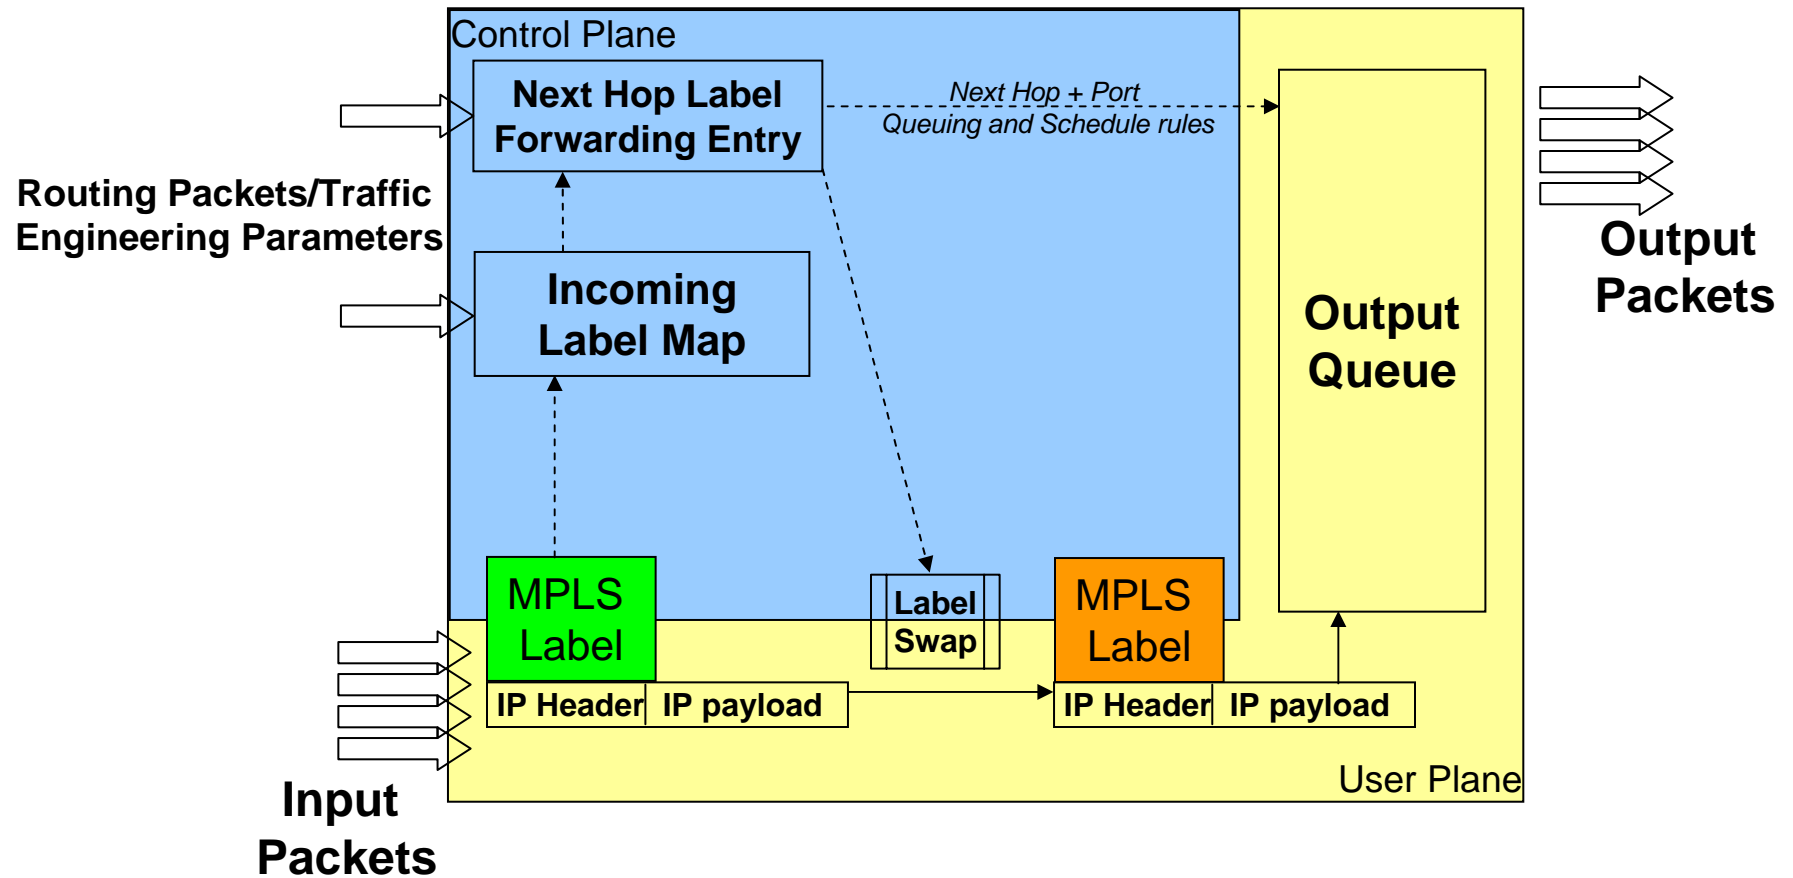 Control Plane
Next Hop Label
Forwarding Entry
Next Hop + Port
Queuing and Schedule rules
Routing Packets/Traffic
Engineering Parameters
Incoming
Label Map
Output
Queue
Output
Packets
MPLS
Label
Label
Swap
MPLS
Label
IP Header IP payload
IP Header IP payload
User Plane
Input
Packets